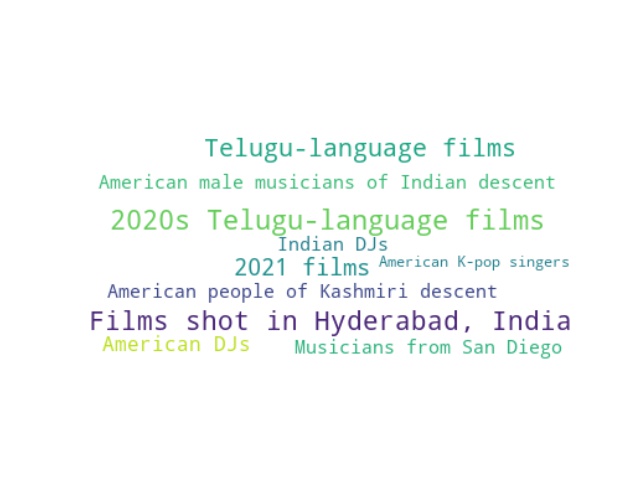 Telugu-language films
American male musicians of Indian descent
2020s Telugu-language films
Indian DJs
2021 films
American K-pop singers
American people of Kashmiri descent
Films shot in Hyderabad, India
American DJs
Musicians from San Diego